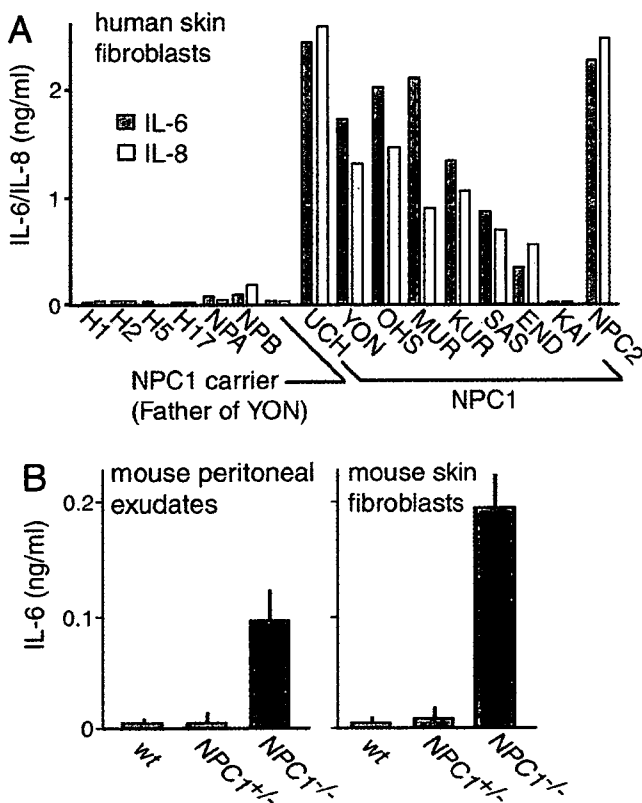 A
human skin
fibroblasts
IL-6
IL-8
IL-6/IL-8 (ng/ml)
2
1
0
H1 H2 H5 H17 NPA NPB UCH YON OHS MUR KUR SAS END KAI NPC2
NPC1 carrier
(Father of YON)
NPC1
B
mouse peritoneal
exudates
mouse skin
fibroblasts
IL-6 (ng/ml)
0.2
0.1
0
wt NPC1+/- NPC1-/- wt NPC1+/- NPC1-/-